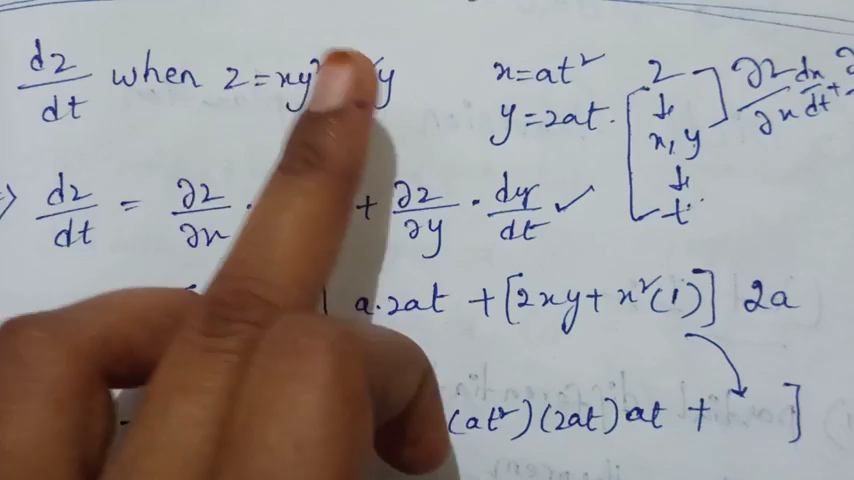 dz/dt when z = xy² y
x = at²
y = 2at.
z
↓
x, y
↓
t
∂z/∂x dx/dt +
⇒ dz/dt = ∂z/∂x · + ∂z/∂y · dy/dt ✓
a.2at + [2xy + x²(1)] 2a
(at²)(2at) at + ]